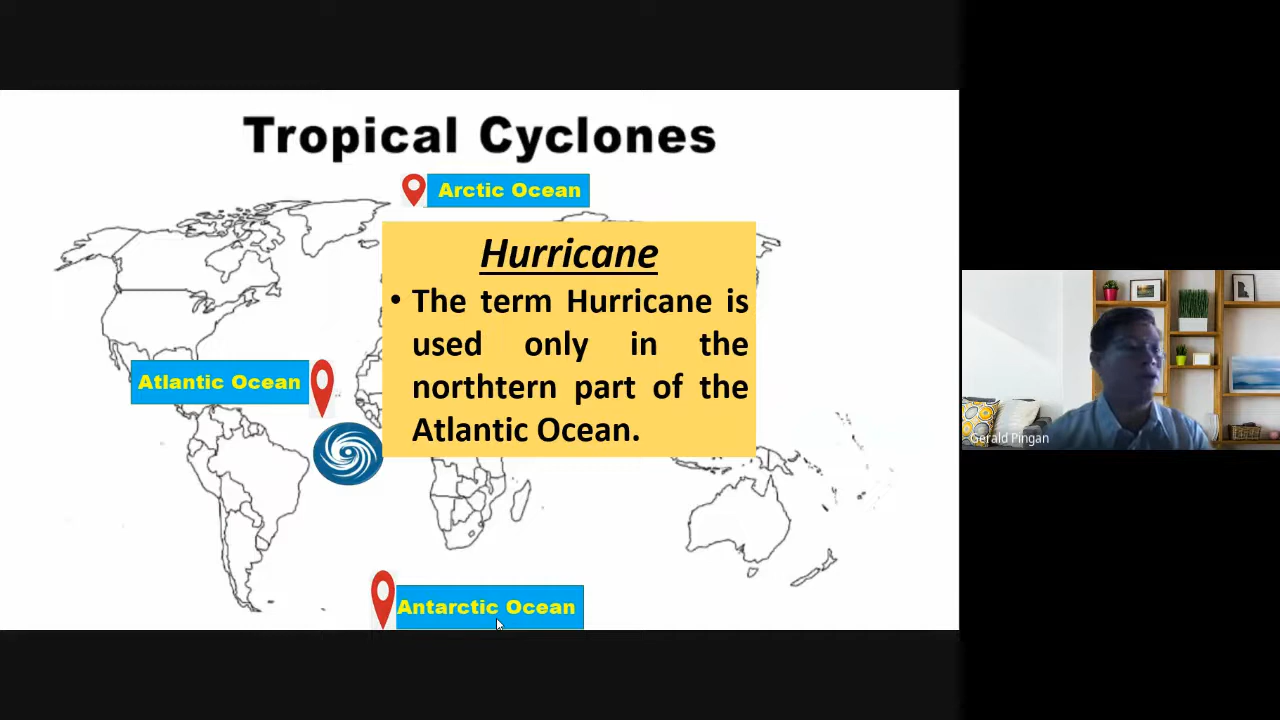 Tropical Cyclones
Arctic Ocean
Hurricane
• The term Hurricane is
used only in the
northtern part of the
Atlantic Ocean.
Atlantic Ocean
Antarctic Ocean
Gerald Pingan